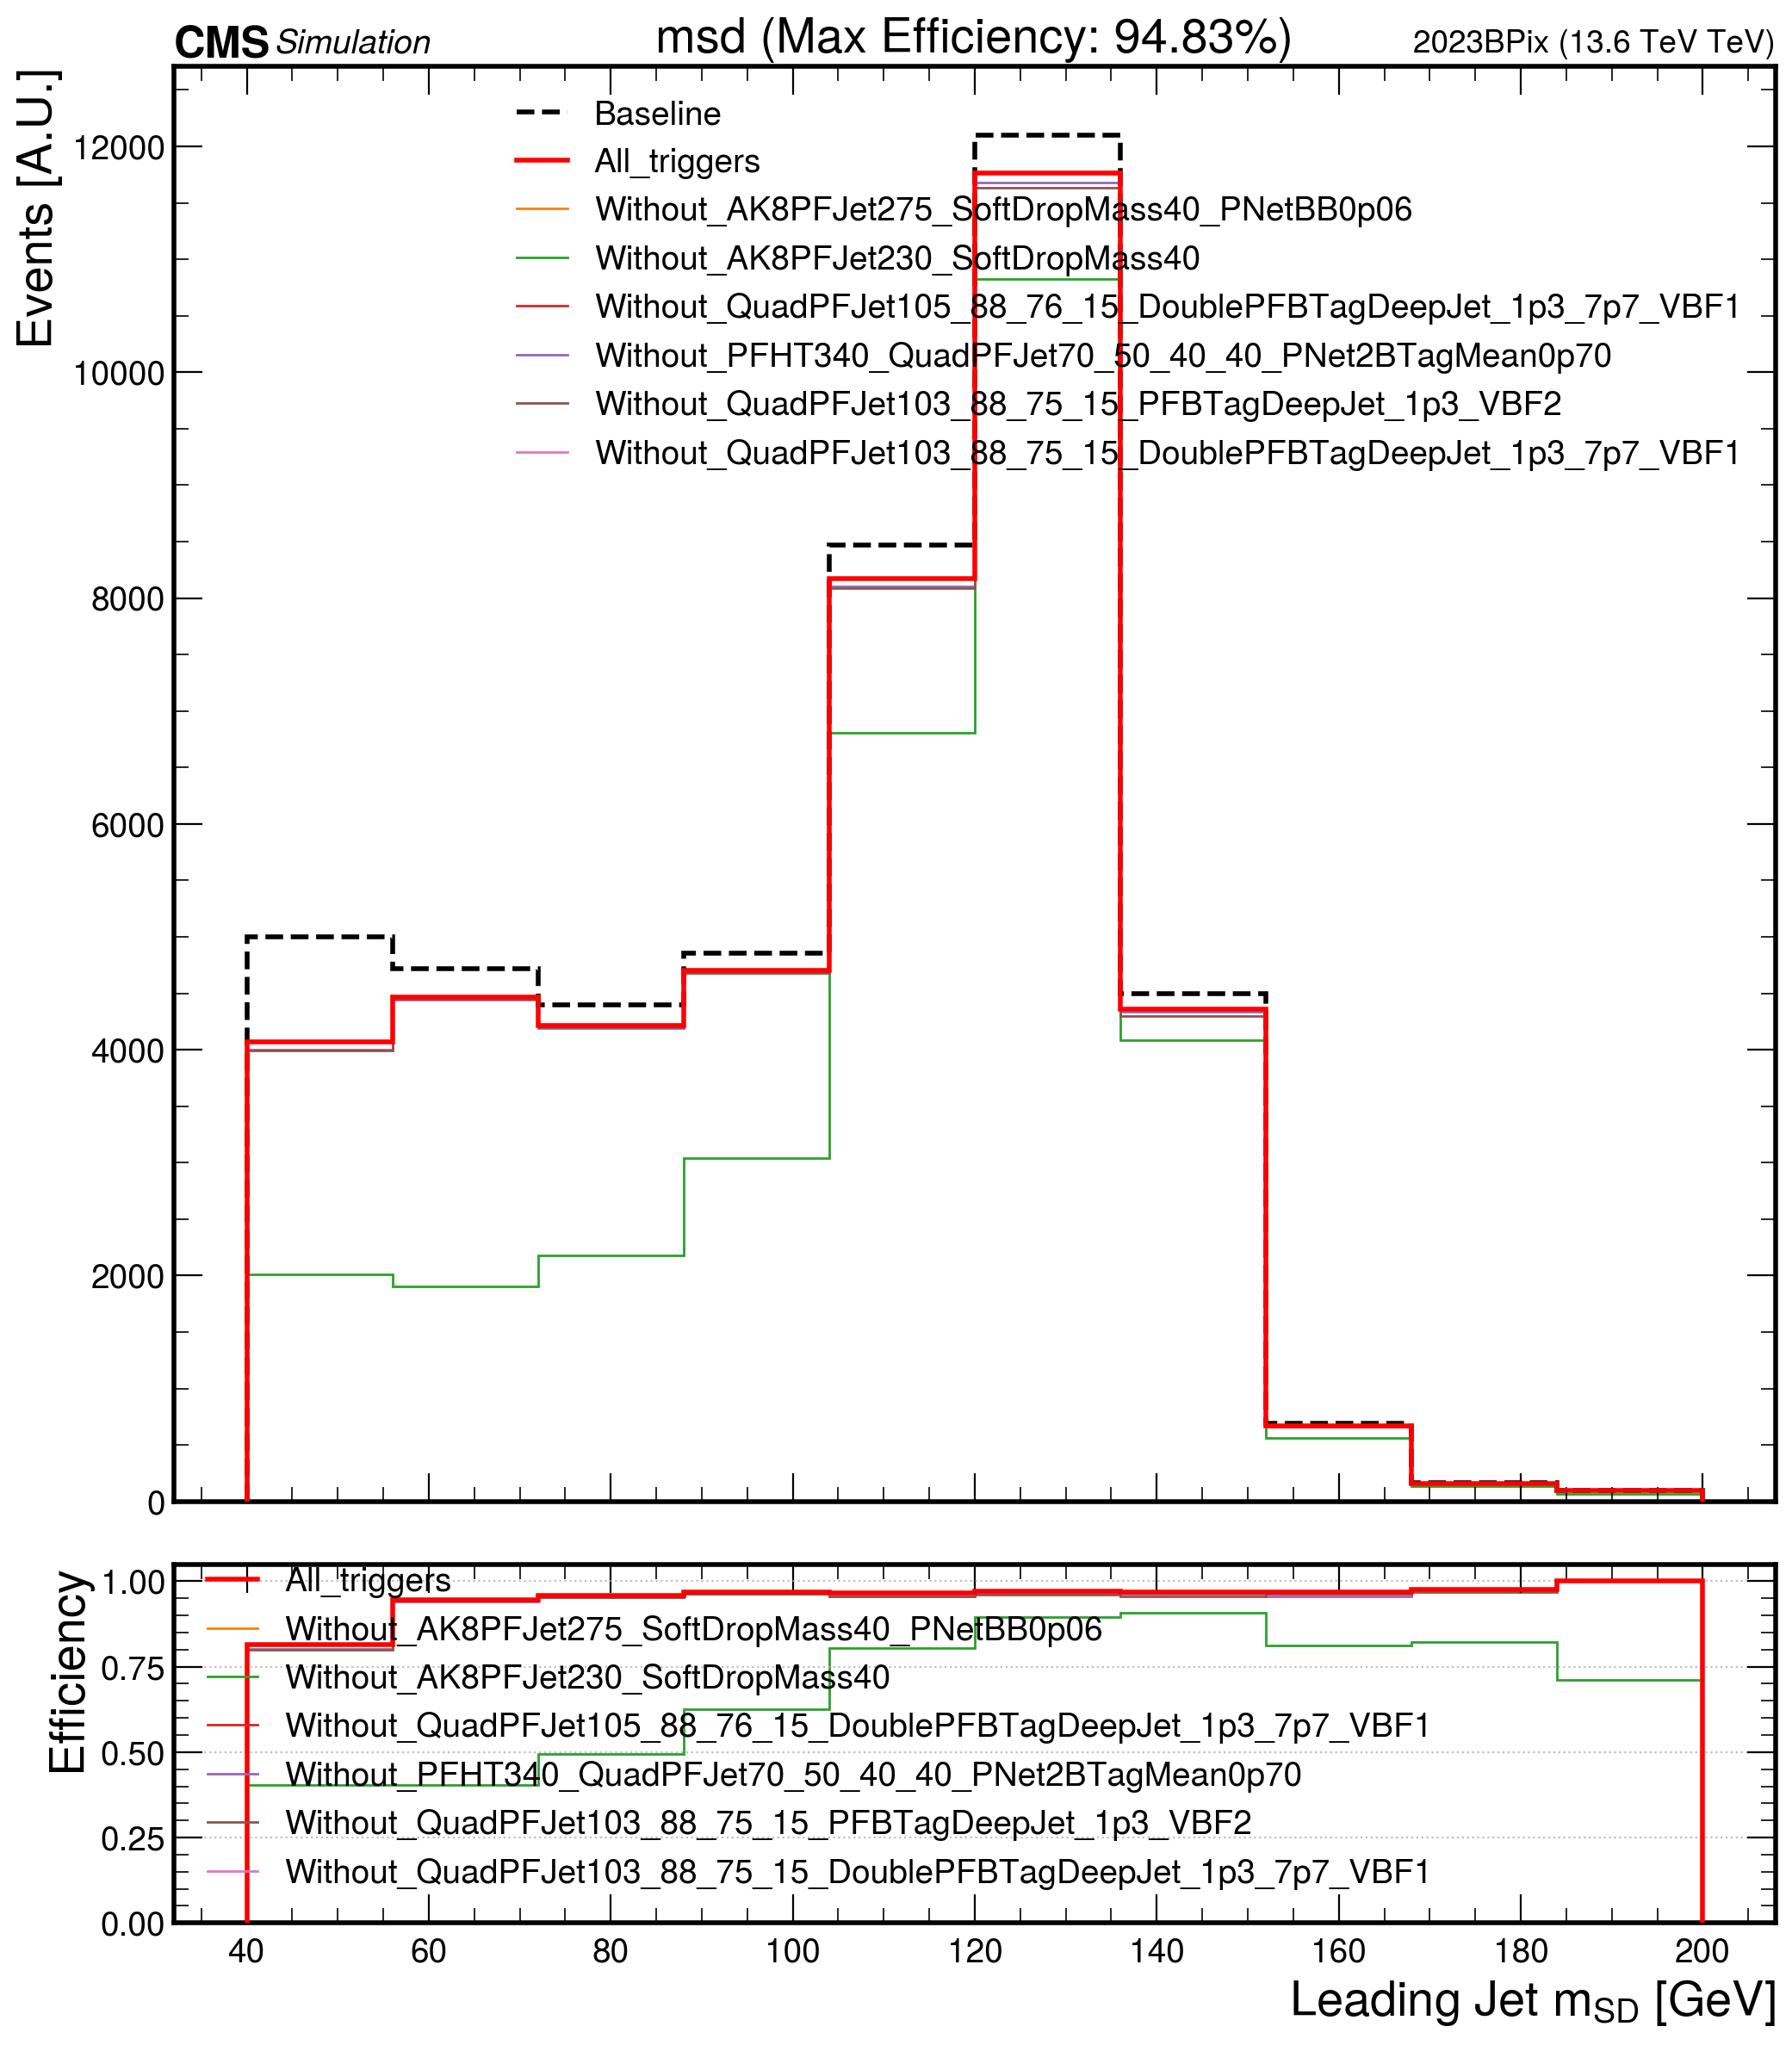 CMS Simulation msd (Max Efficiency: 94.83%) 2023BPix (13.6 TeV TeV)
Events [A.U.]
12000
10000
8000
6000
4000
2000
0
Baseline
All_triggers
Without_AK8PFJet275_SoftDropMass40_PNetBB0p06
Without_AK8PFJet230_SoftDropMass40
Without_QuadPFJet105_88_76_15_DoublePFBTagDeepJet_1p3_7p7_VBF1
Without_PFHT340_QuadPFJet70_50_40_40_PNet2BTagMean0p70
Without_QuadPFJet103_88_75_15_PFBTagDeepJet_1p3_VBF2
Without_QuadPFJet103_88_75_15_DoublePFBTagDeepJet_1p3_7p7_VBF1
Efficiency
1.00
0.75
0.50
0.25
0.00
All_triggers
Without_AK8PFJet275_SoftDropMass40_PNetBB0p06
Without_AK8PFJet230_SoftDropMass40
Without_QuadPFJet105_88_76_15_DoublePFBTagDeepJet_1p3_7p7_VBF1
Without_PFHT340_QuadPFJet70_50_40_40_PNet2BTagMean0p70
Without_QuadPFJet103_88_75_15_PFBTagDeepJet_1p3_VBF2
Without_QuadPFJet103_88_75_15_DoublePFBTagDeepJet_1p3_7p7_VBF1
40 60 80 100 120 140 160 180 200
Leading Jet mSD [GeV]